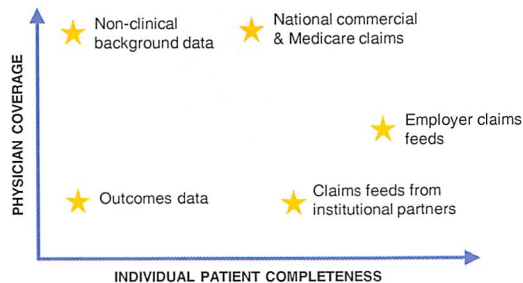 Non-clinical
background data
National commercial
& Medicare claims
PHYSICIAN COVERAGE
Employer claims
feeds
Outcomes data
Claims feeds from
institutional partners
INDIVIDUAL PATIENT COMPLETENESS